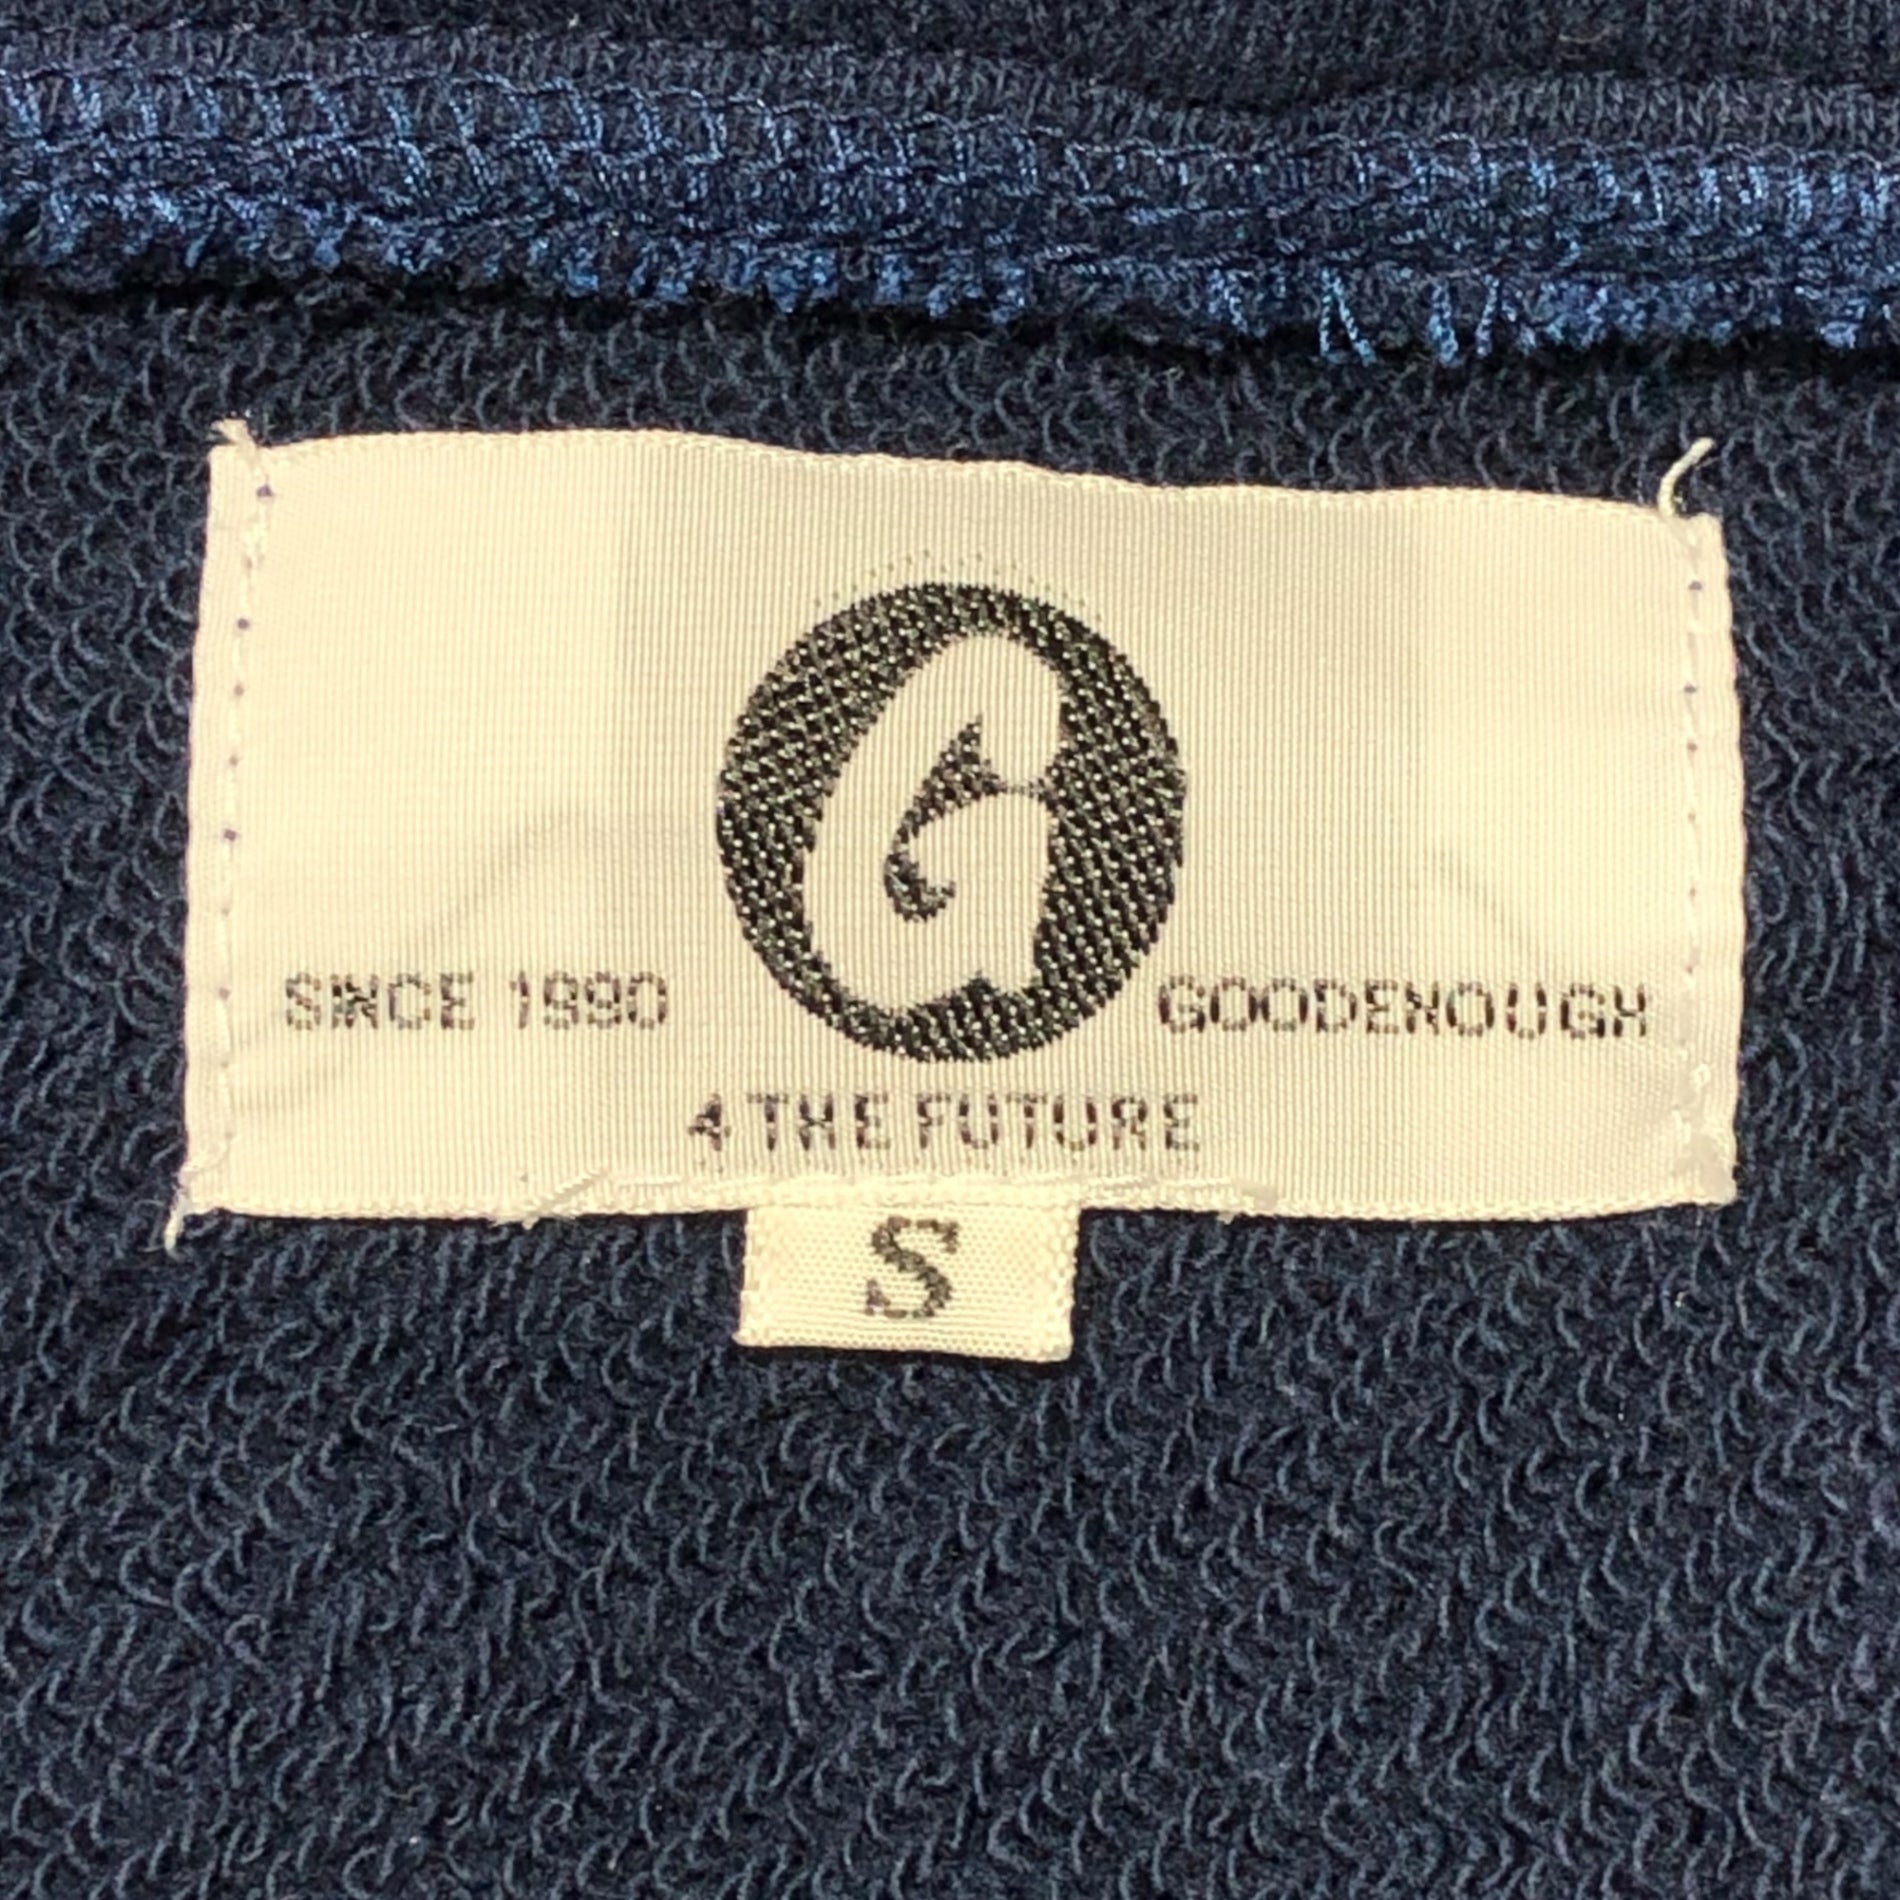 G
SINCE 1990 GOODENOUGH
4 THE FUTURE
S